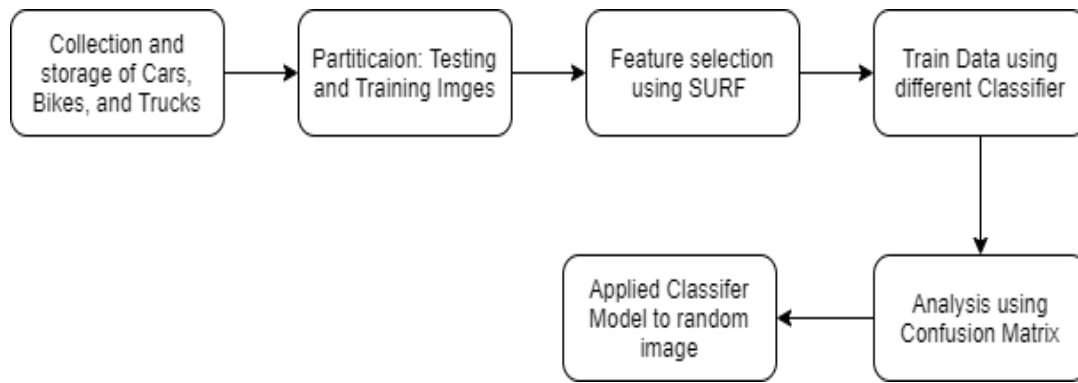 Collection and
storage of Cars,
Bikes, and Trucks
Partiticaion: Testing
and Training Imges
Feature selection
using SURF
Train Data using
different Classifier
Analysis using
Confusion Matrix
Applied Classifer
Model to random
image